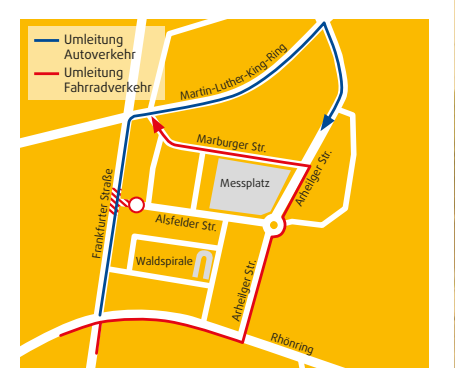 Umleitung
Autoverkehr
Umleitung
Fahrradverkehr
Martin-Luther-King-Ring
Marburger Str.
Messplatz
Arheilger Str.
Frankfurter Straße
Alsfelder Str.
Waldspirale
Arheilger Str.
Rhönring